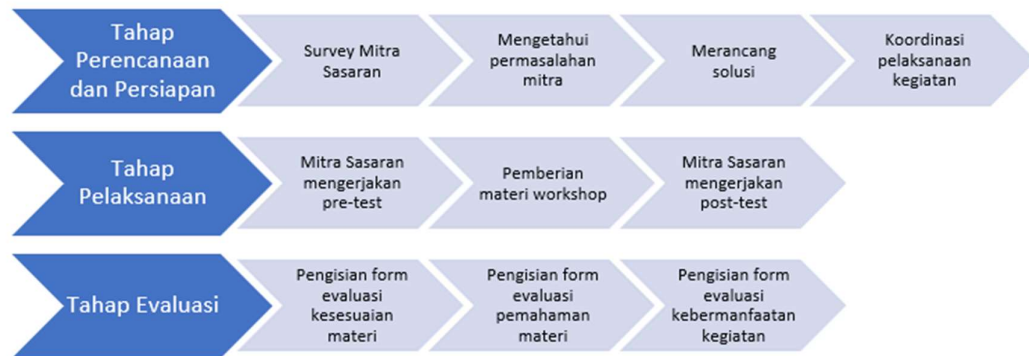 Tahap
Perencanaan
dan Persiapan
Survey Mitra
Sasaran
Mengetahui
permasalahan
mitra
Merancang
solusi
Koordinasi
pelaksanaan
kegiatan
Tahap
Pelaksanaan
Mitra Sasaran
mengerjakan
pre-test
Pemberian
materi workshop
Mitra Sasaran
mengerjakan
post-test
Tahap Evaluasi
Pengisian form
evaluasi
kesesuaian
materi
Pengisian form
evaluasi
pemahaman
materi
Pengisian form
evaluasi
kebermanfaatan
kegiatan